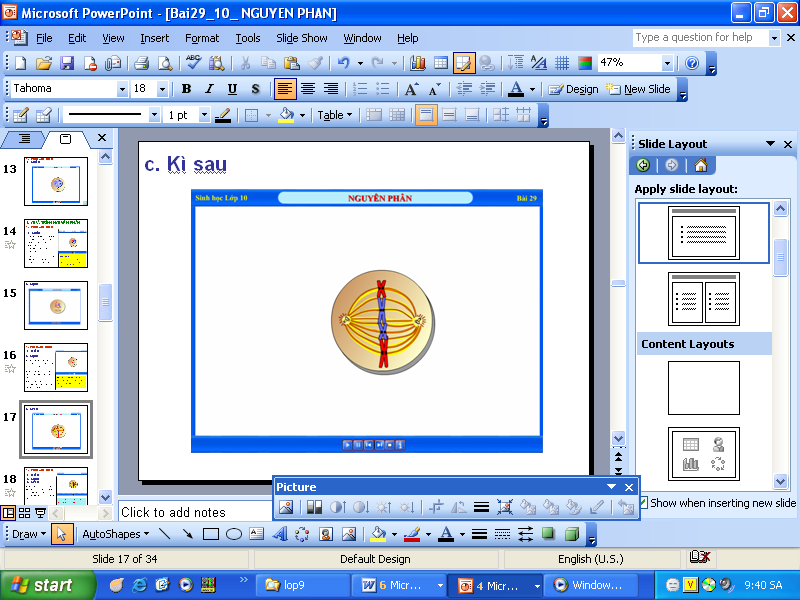 Microsoft PowerPoint - [Bai29_10_ NGUYEN PHAN]
File Edit View Insert Format Tools Slide Show Window Help
Type a question for help
47%
Tahoma 18 B I U S A A A Design New Slide
1 pt Table
13
14
15
16
17
18
c. Kì sau
Sinh học Lớp 10 NGUYÊN PHÂN Bài 29
Slide Layout
Apply slide layout:
Content Layouts
Show when inserting new slide
Picture
Click to add notes
Draw AutoShapes
Slide 17 of 34 Default Design English (U.S.)
start lop9 6 Micr... 4 Micr... Window... 9:40 SA